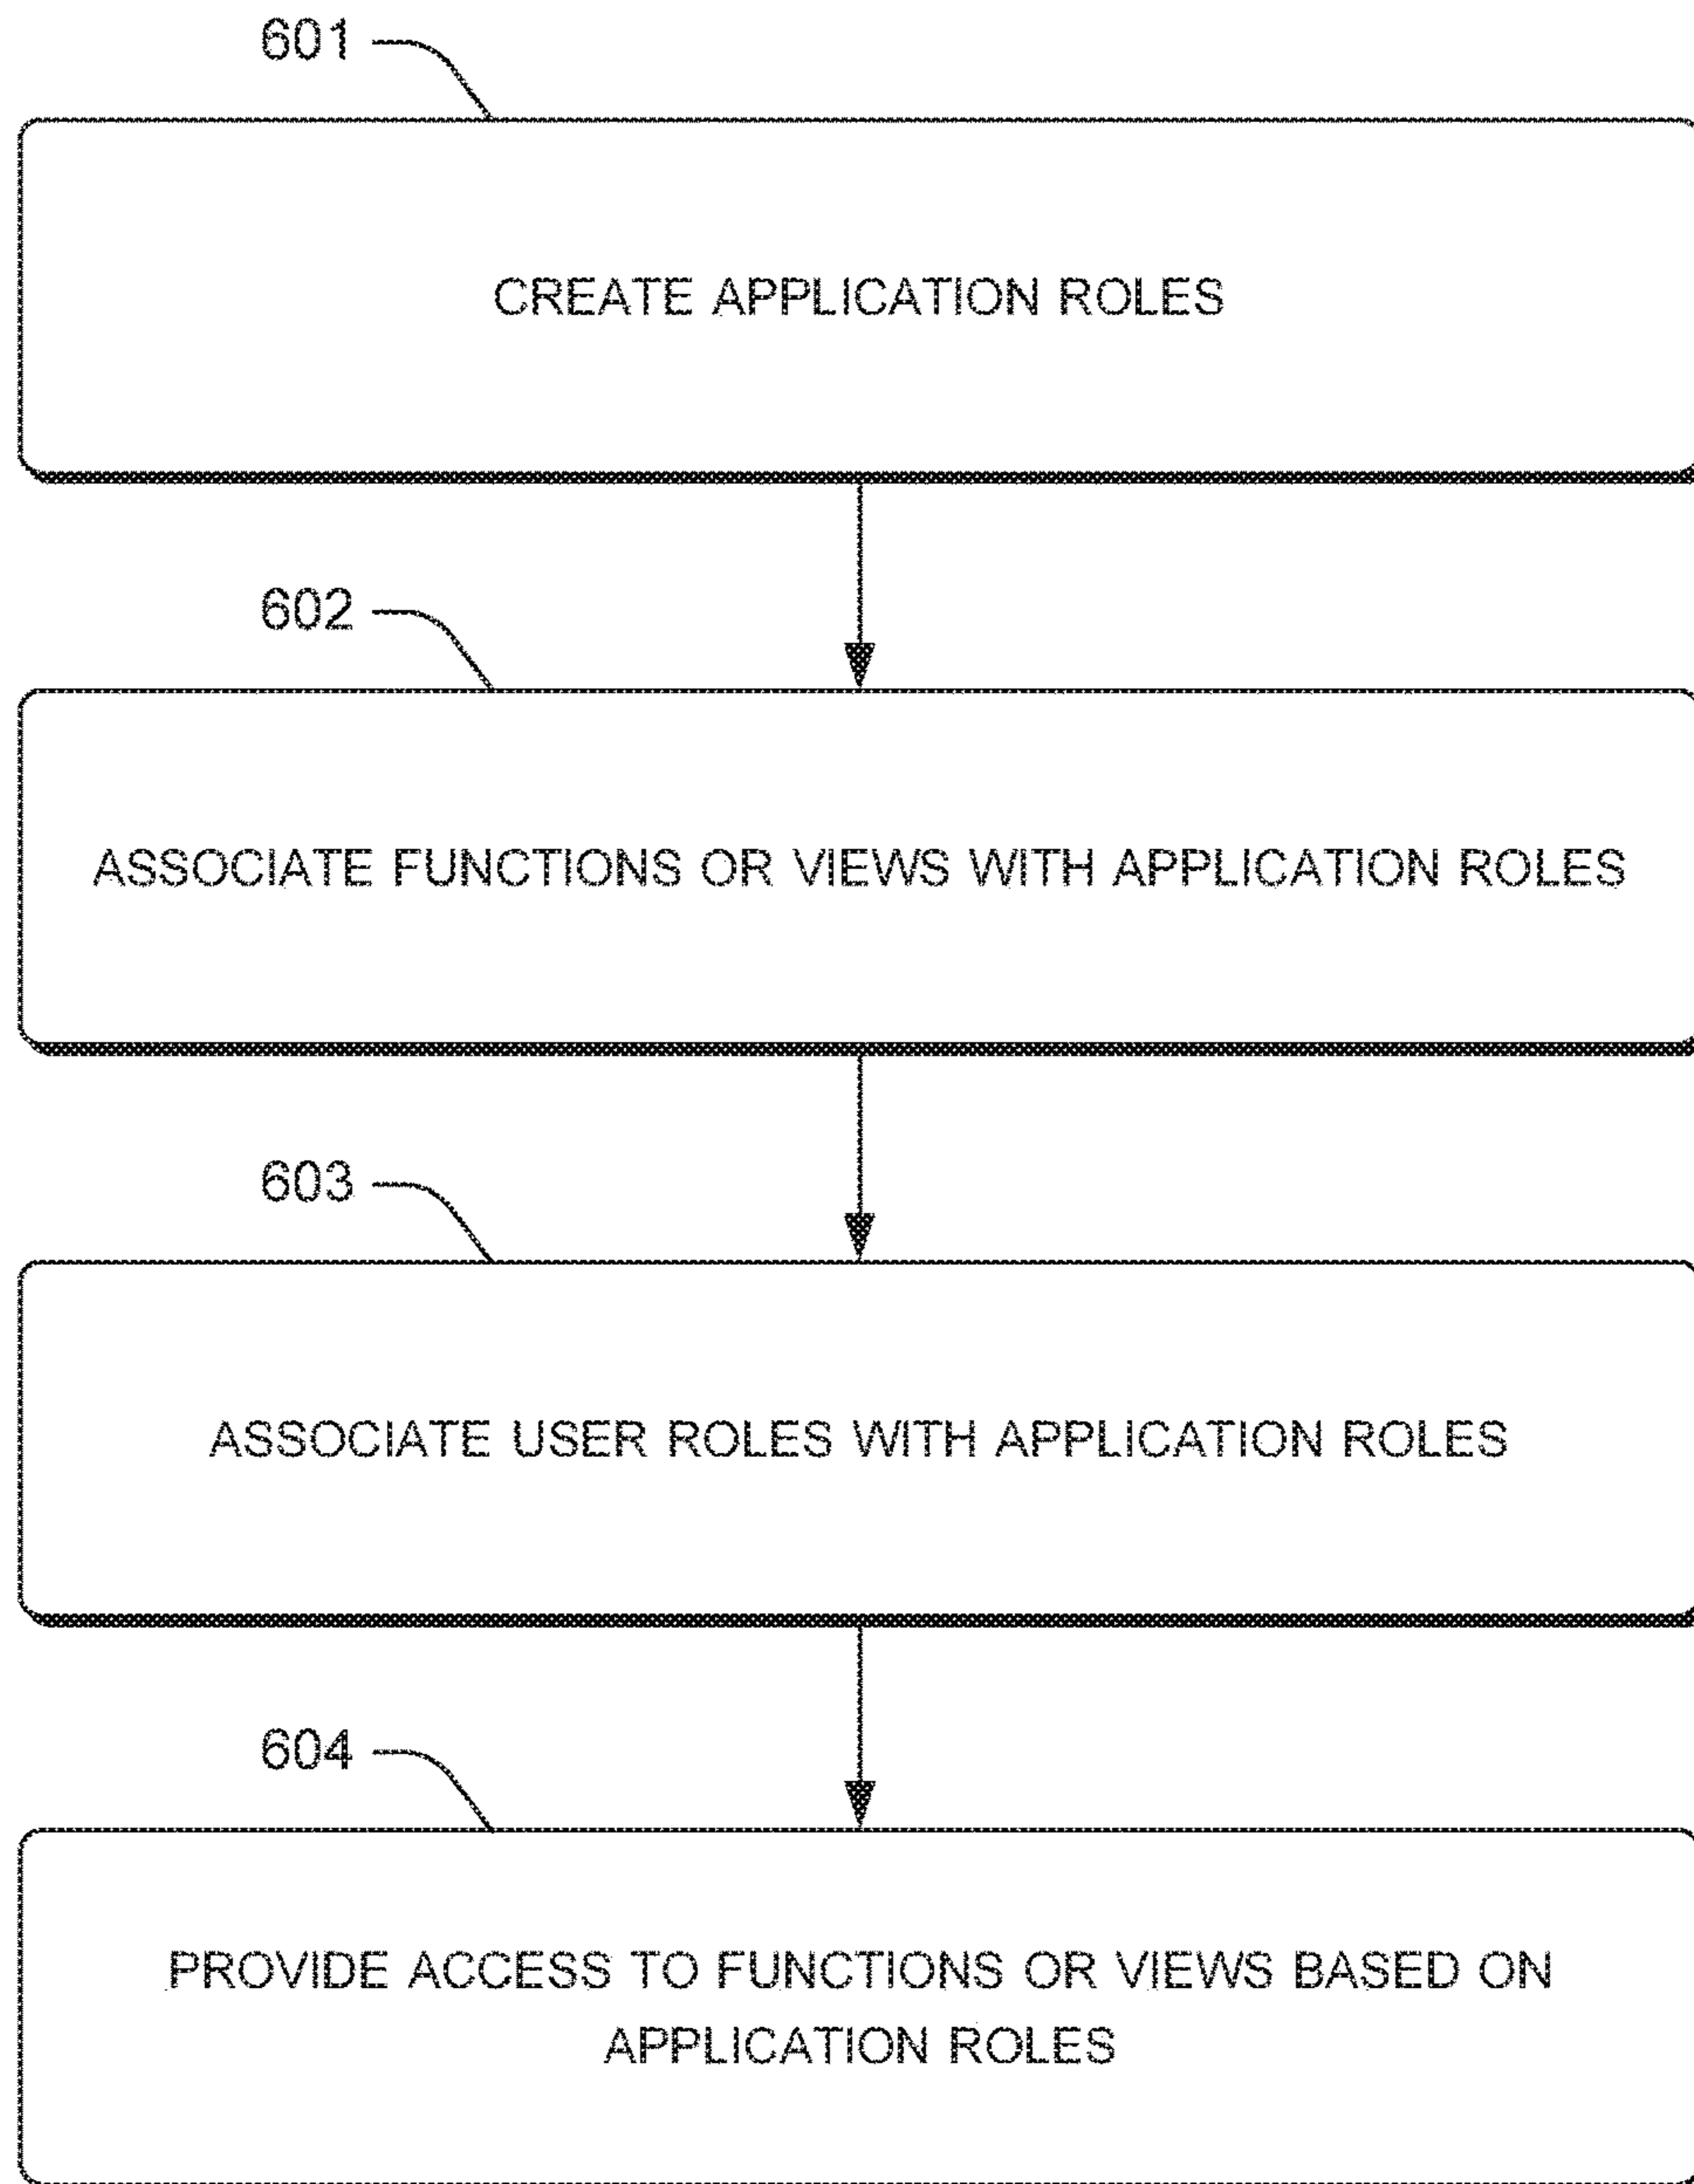 601
CREATE APPLICATION ROLES
602
ASSOCIATE FUNCTIONS OR VIEWS WITH APPLICATION ROLES
603
ASSOCIATE USER ROLES WITH APPLICATION ROLES
604
PROVIDE ACCESS TO FUNCTIONS OR VIEWS BASED ON
APPLICATION ROLES